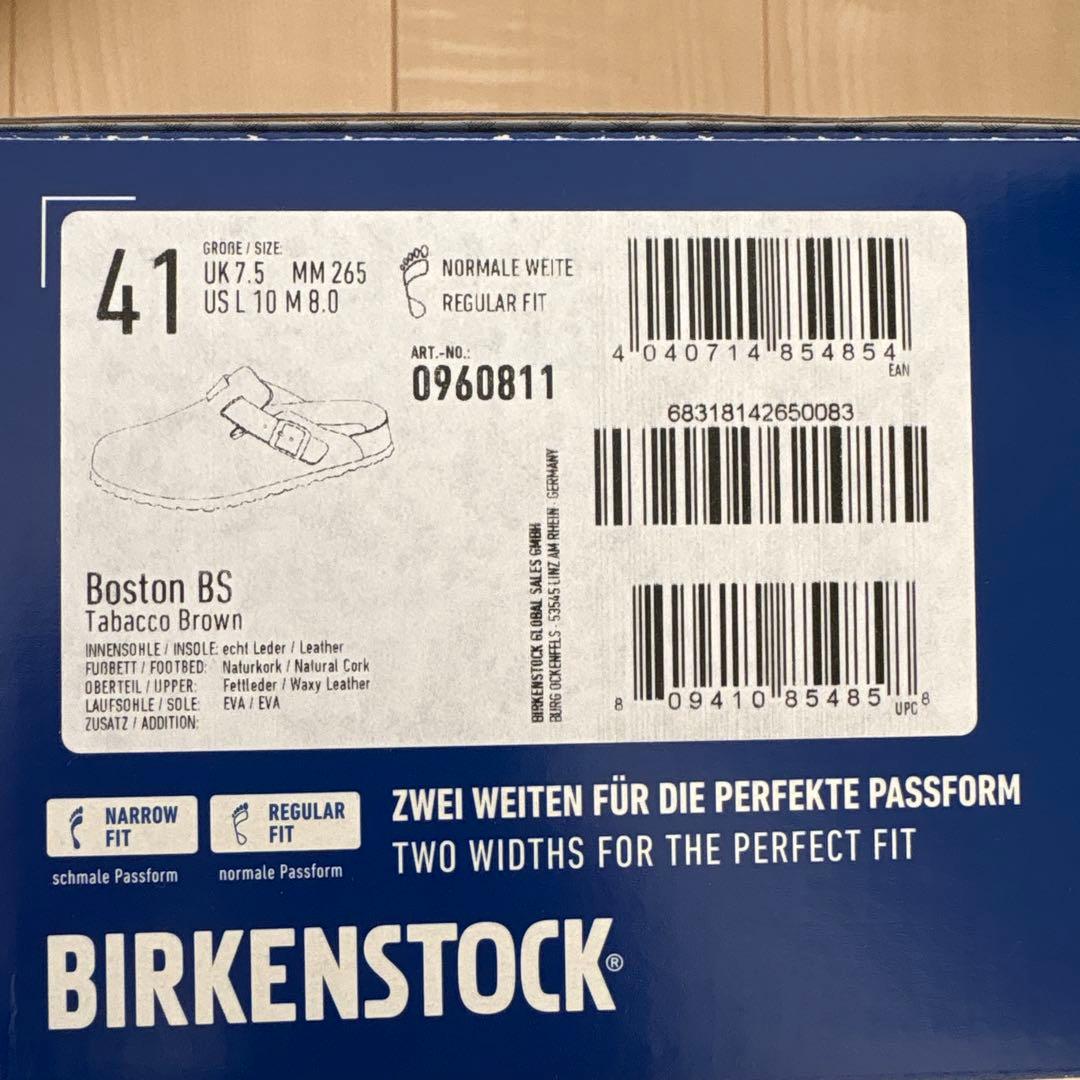 41
GRÖßE / SIZE:
UK 7.5 MM 265
US L 10 M 8.0
NORMALE WEITE
REGULAR FIT
ART.-NO.:
0960811
4 040714 854854
EAN
68318142650083
8 09410 85485 8
UPC
Boston BS
Tabacco Brown
INNENSOHLE / INSOLE: echt Leder / Leather
FUßBETT / FOOTBED: Naturkork / Natural Cork
OBERTEIL / UPPER: Fettleder / Waxy Leather
LAUFSOHLE / SOLE: EVA / EVA
ZUSATZ / ADDITION:
BIRKENSTOCK GLOBAL SALES GMBH
BURG OCKENFELS · 53545 LINZ AM RHEIN · GERMANY
NARROW
FIT
schmale Passform
REGULAR
FIT
normale Passform
ZWEI WEITEN FÜR DIE PERFEKTE PASSFORM
TWO WIDTHS FOR THE PERFECT FIT
BIRKENSTOCK®